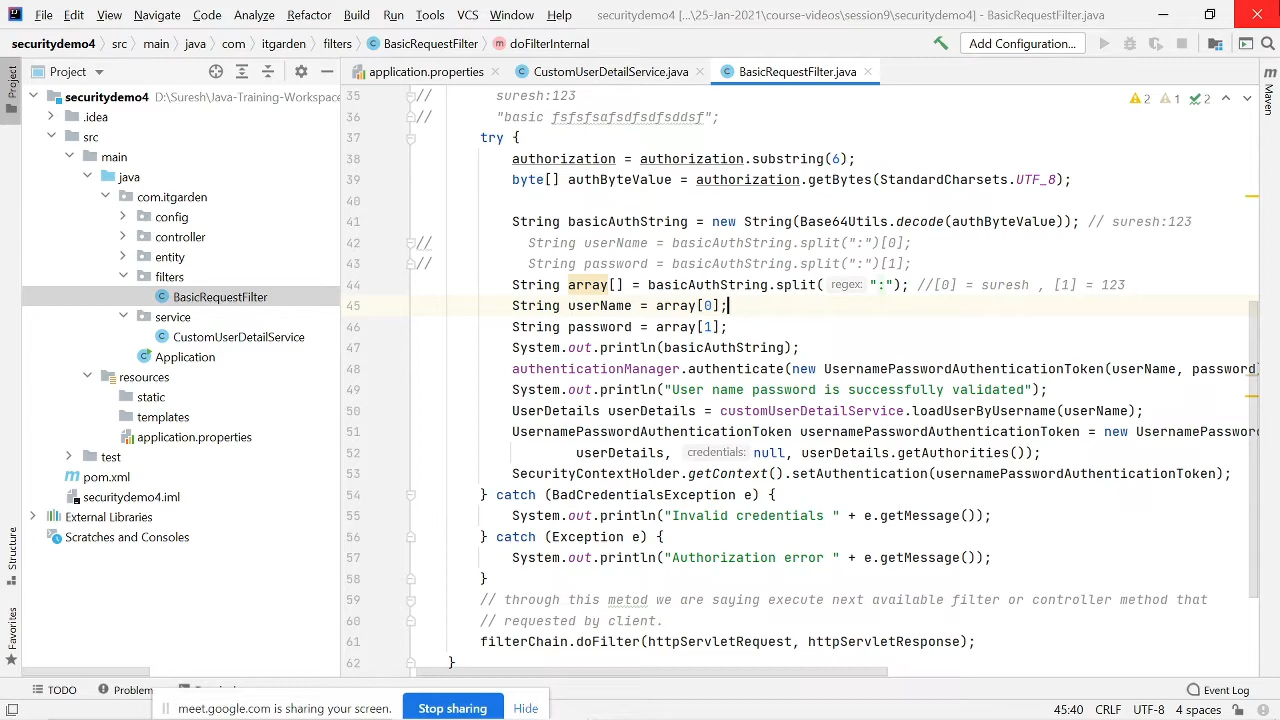 File Edit View Navigate Code Analyze Refactor Build Run Tools VCS Window Help securitydemo4 [...\25-Jan-2021\course-videos\session9\securitydemo4] - BasicRequestFilter.java
securitydemo4 src main java com itgarden filters BasicRequestFilter doFilterInternal Add Configuration...
Project application.properties CustomUserDetailService.java BasicRequestFilter.java
Project
Structure
Favorites
Maven
securitydemo4 D:\Suresh\Java-Training-Workspace
.idea
src
main
java
com.itgarden
config
controller
entity
filters
BasicRequestFilter
service
CustomUserDetailService
Application
resources
static
templates
application.properties
test
pom.xml
securitydemo4.iml
External Libraries
Scratches and Consoles
2 1 2
35 // suresh:123
36 // "basic fsfsfsafsdfsdfsddsf";
37 try {
38 authorization = authorization.substring(6);
39 byte[] authByteValue = authorization.getBytes(StandardCharsets.UTF_8);
40
41 String basicAuthString = new String(Base64Utils.decode(authByteValue)); // suresh:123
42 // String userName = basicAuthString.split(":")[0];
43 // String password = basicAuthString.split(":")[1];
44 String array[] = basicAuthString.split( regex: ":"); //[0] = suresh , [1] = 123
45 String userName = array[0];
46 String password = array[1];
47 System.out.println(basicAuthString);
48 authenticationManager.authenticate(new UsernamePasswordAuthenticationToken(userName, password
49 System.out.println("User name password is successfully validated");
50 UserDetails userDetails = customUserDetailService.loadUserByUsername(userName);
51 UsernamePasswordAuthenticationToken usernamePasswordAuthenticationToken = new UsernamePasswor
52 userDetails, credentials: null, userDetails.getAuthorities());
53 SecurityContextHolder.getContext().setAuthentication(usernamePasswordAuthenticationToken);
54 } catch (BadCredentialsException e) {
55 System.out.println("Invalid credentials " + e.getMessage());
56 } catch (Exception e) {
57 System.out.println("Authorization error " + e.getMessage());
58 }
59 // through this metod we are saying execute next available filter or controller method that
60 // requested by client.
61 filterChain.doFilter(httpServletRequest, httpServletResponse);
62 }
TODO Problem Event Log
meet.google.com is sharing your screen. Stop sharing Hide
45:40 CRLF UTF-8 4 spaces